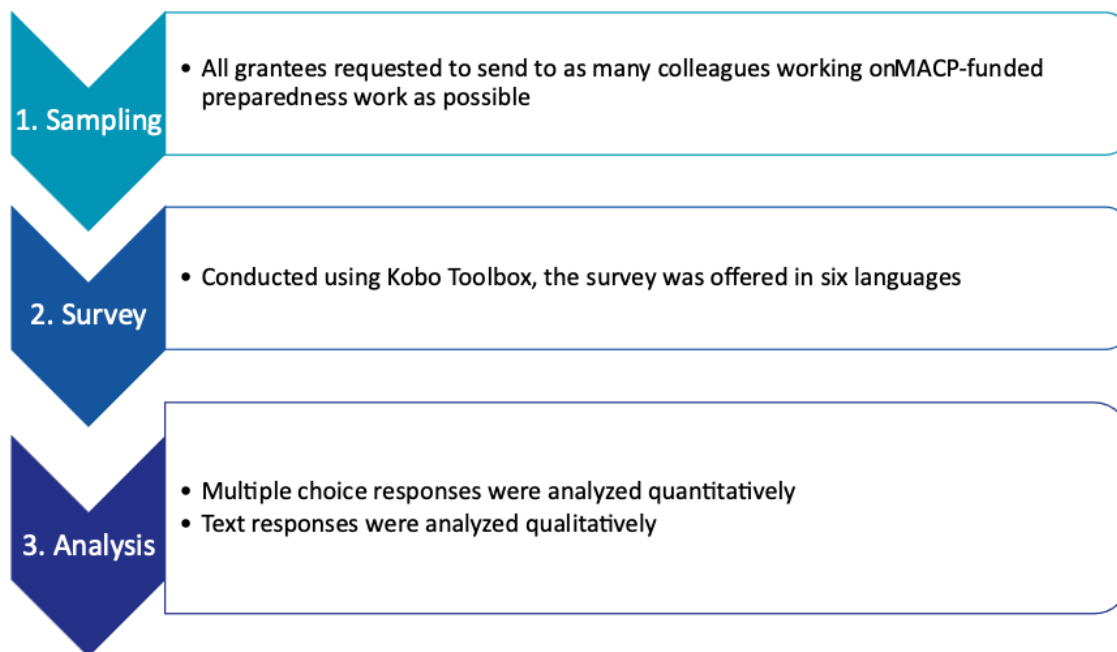 1. Sampling
• All grantees requested to send to as many colleagues working onMACP-funded
preparedness work as possible
2. Survey
• Conducted using Kobo Toolbox, the survey was offered in six languages
3. Analysis
• Multiple choice responses were analyzed quantitatively
• Text responses were analyzed qualitatively